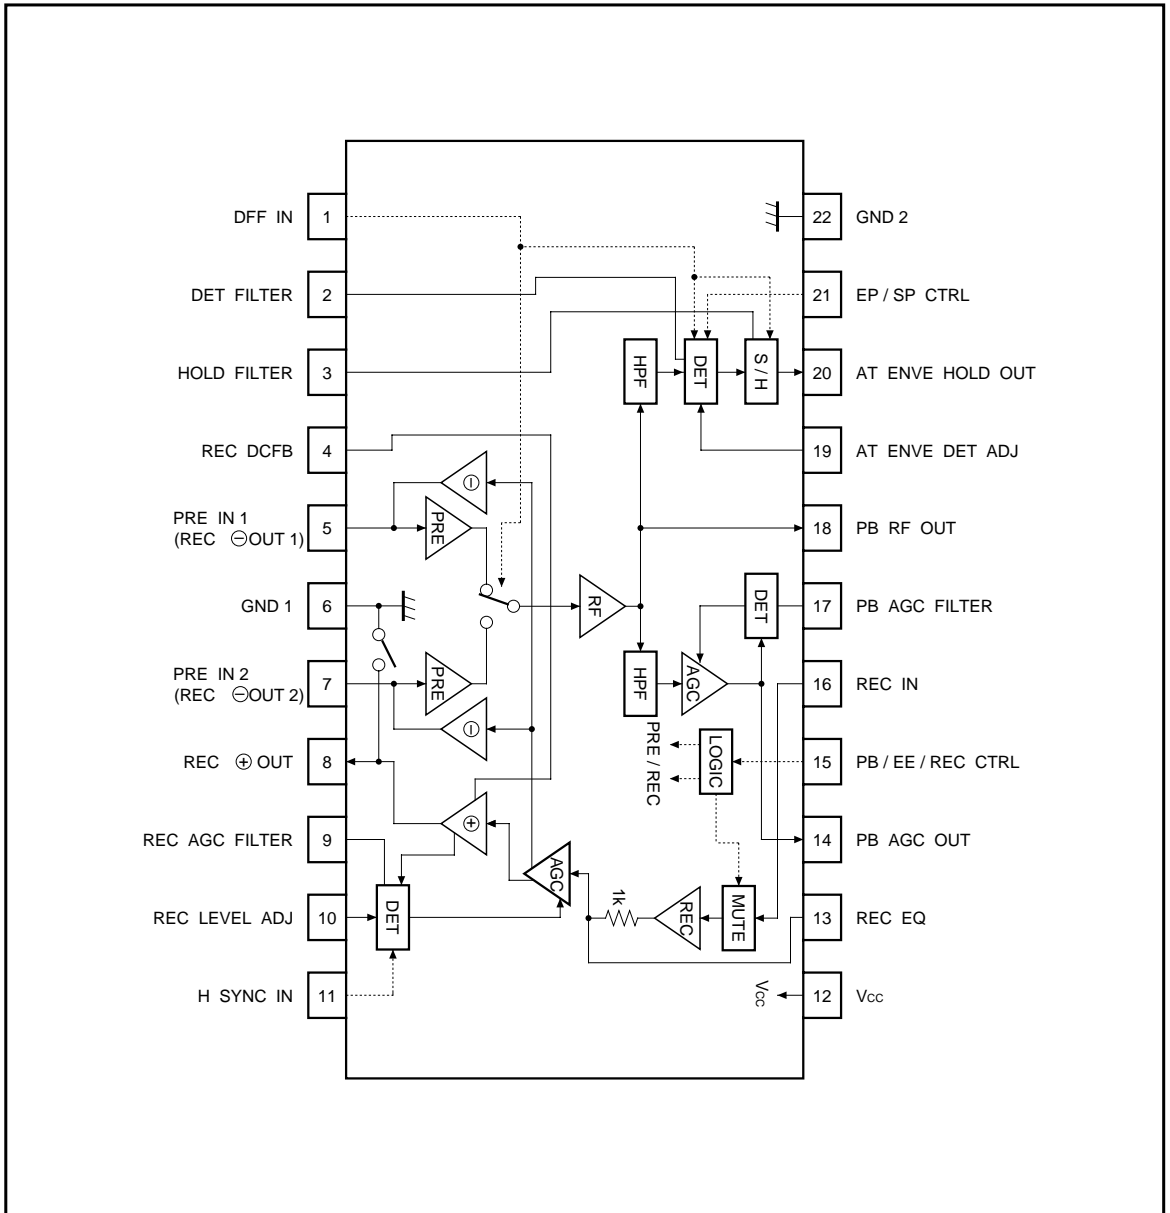 1 DFF IN
2 DET FILTER
3 HOLD FILTER
4 REC DCFB
5 PRE IN 1
(REC ⊖OUT 1)
6 GND 1
7 PRE IN 2
(REC ⊖OUT 2)
8 REC ⊕ OUT
9 REC AGC FILTER
10 REC LEVEL ADJ
11 H SYNC IN
22 GND 2
21 EP / SP CTRL
20 AT ENVE HOLD OUT
19 AT ENVE DET ADJ
18 PB RF OUT
17 PB AGC FILTER
16 REC IN
15 PB / EE / REC CTRL
14 PB AGC OUT
13 REC EQ
12 Vcc
HPF
DET
S / H
⊖
PRE
RF
DET
HPF
AGC
PRE
⊖
PRE / REC
LOGIC
⊕
AGC
1k
REC
MUTE
DET
Vcc